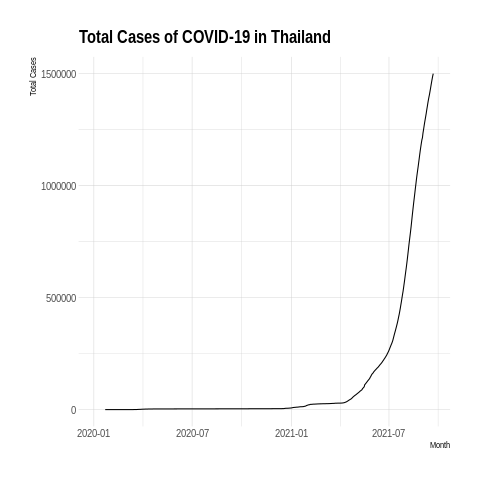 Total Cases of COVID-19 in Thailand
Total Cases
1500000
1000000
500000
0
2020-01 2020-07 2021-01 2021-07
Month